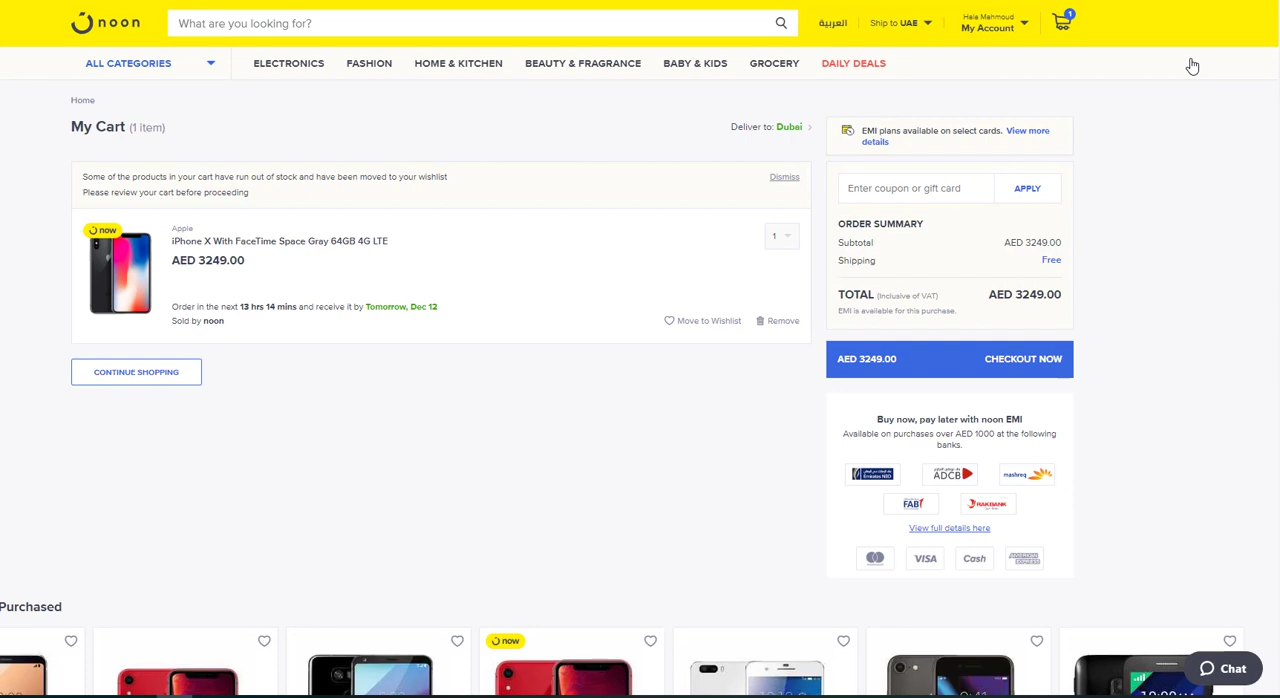 noon
What are you looking for?
العربية
Ship to UAE
Hala Mahmoud
My Account
1
ALL CATEGORIES
ELECTRONICS
FASHION
HOME & KITCHEN
BEAUTY & FRAGRANCE
BABY & KIDS
GROCERY
DAILY DEALS
Home
My Cart (1 item)
Deliver to: Dubai
Some of the products in your cart have run out of stock and have been moved to your wishlist
Please review your cart before proceeding
Dismiss
now
Apple
iPhone X With FaceTime Space Gray 64GB 4G LTE
AED 3249.00
1
Order in the next 13 hrs 14 mins and receive it by Tomorrow, Dec 12
Sold by noon
Move to Wishlist
Remove
CONTINUE SHOPPING
EMI plans available on select cards. View more
details
Enter coupon or gift card
APPLY
ORDER SUMMARY
Subtotal AED 3249.00
Shipping Free
TOTAL (Inclusive of VAT) AED 3249.00
EMI is available for this purchase.
AED 3249.00 CHECKOUT NOW
Buy now, pay later with noon EMI
Available on purchases over AED 1000 at the following
banks.
Emirates NBD
ADCB
mashreq
FAB
RAKBANK
View full details here
VISA
Cash
AMERICAN
EXPRESS
Purchased
now
Chat